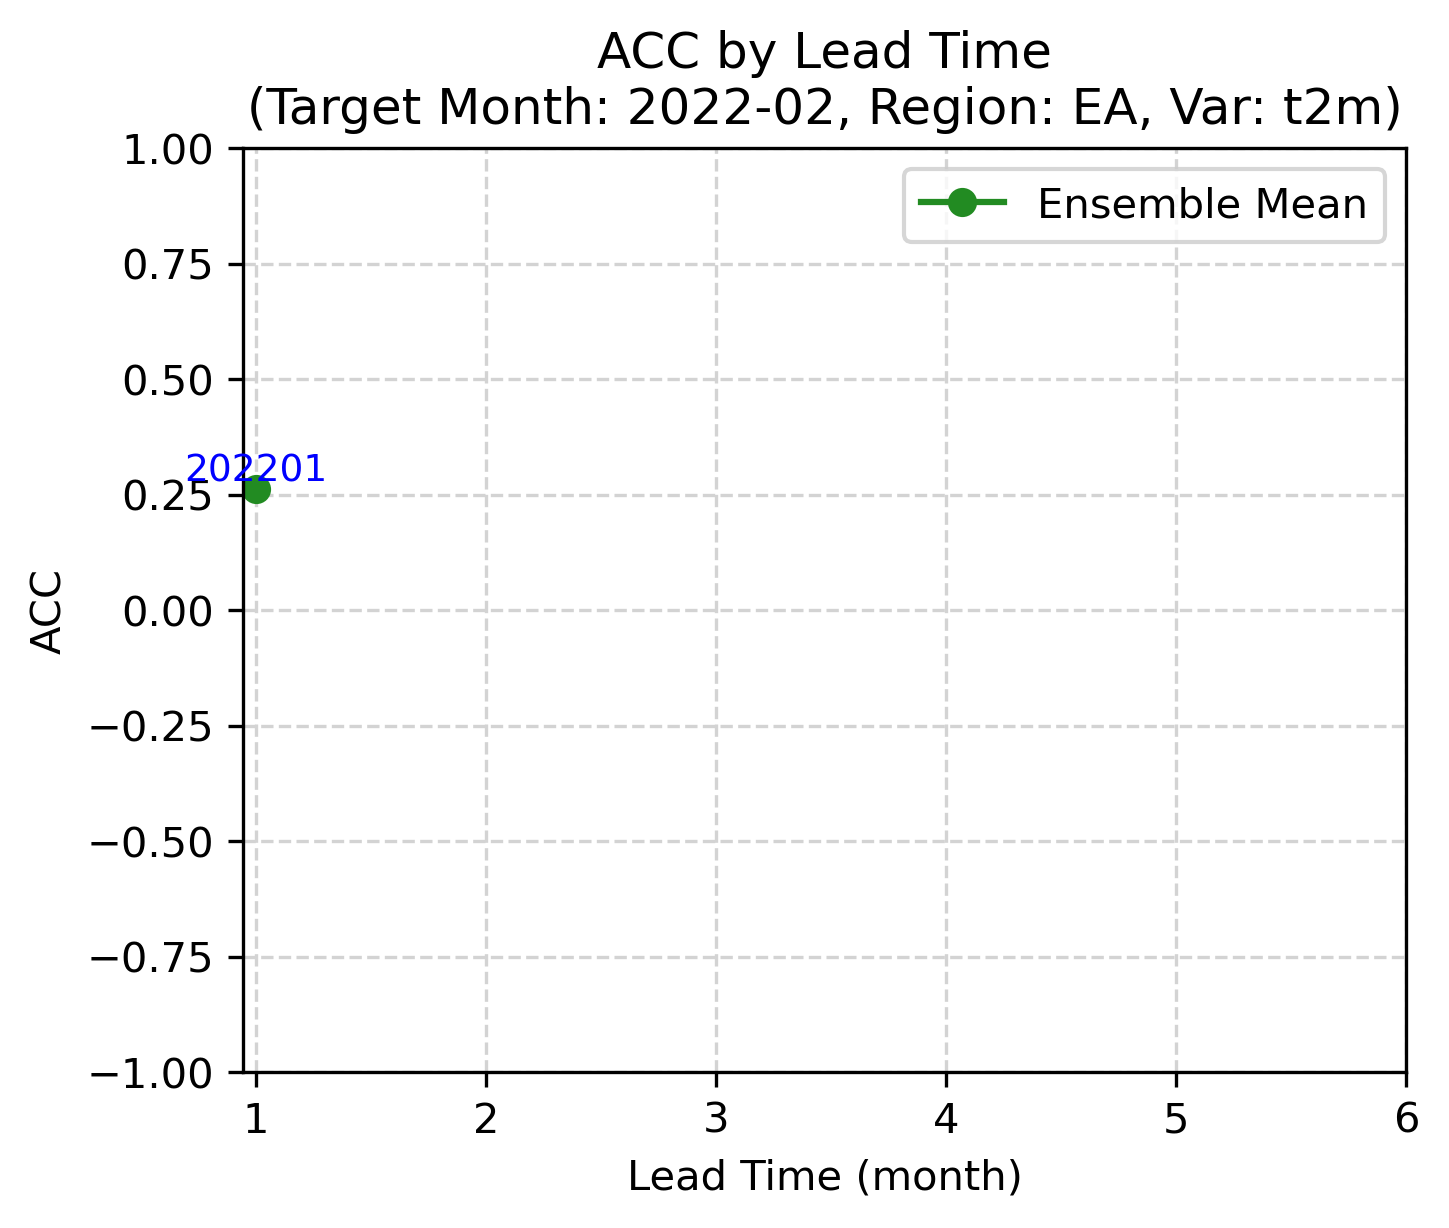 ACC by Lead Time
(Target Month: 2022-02, Region: EA, Var: t2m)
1.00
Ensemble Mean
0.75
0.50
202201
0.25
ACC
0.00
−0.25
−0.50
−0.75
−1.00
1 2 3 4 5 6
Lead Time (month)